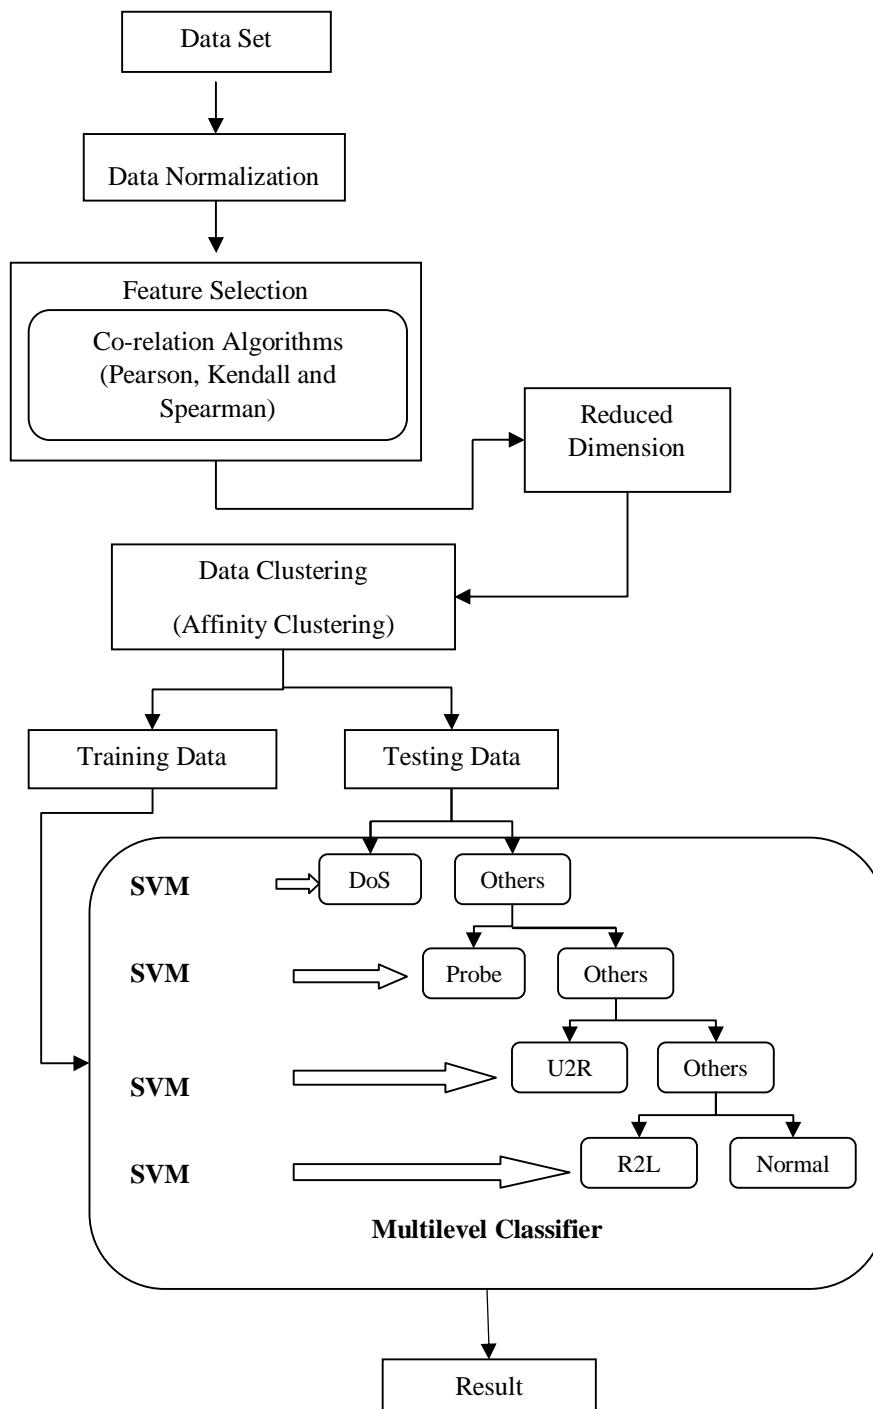 Data Set
Data Normalization
Feature Selection
Co-relation Algorithms
(Pearson, Kendall and
Spearman)
Reduced
Dimension
Data Clustering
(Affinity Clustering)
Training Data
Testing Data
SVM
DoS
Others
SVM
Probe
Others
SVM
U2R
Others
SVM
R2L
Normal
Multilevel Classifier
Result